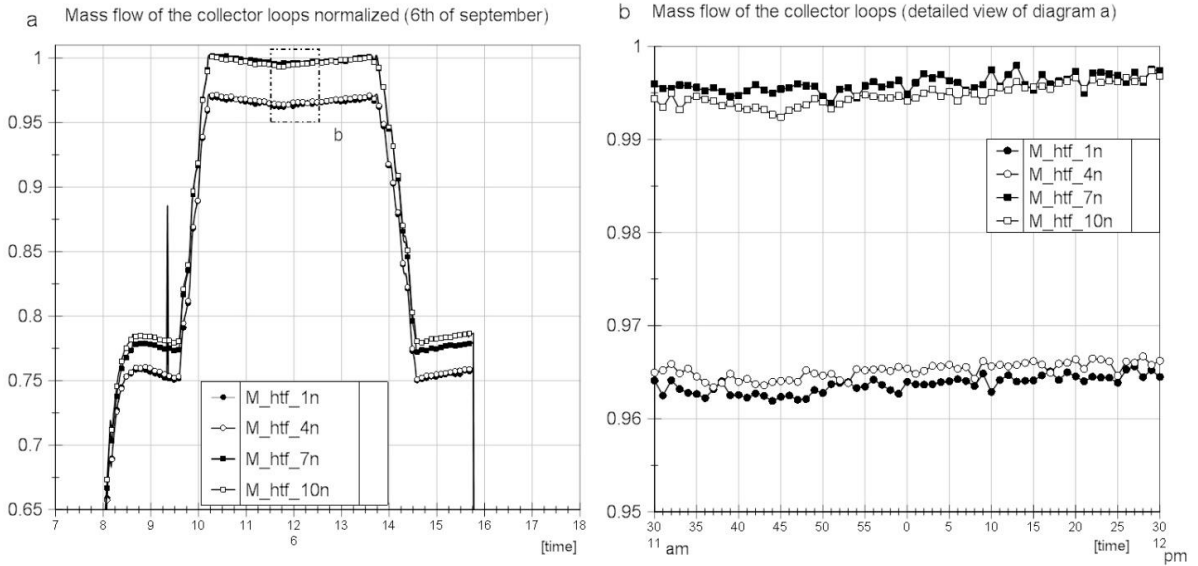 a Mass flow of the collector loops normalized (6th of september)
1
0.95
0.9
0.85
0.8
0.75
0.7
0.65
b
M_htf_1n
M_htf_4n
M_htf_7n
M_htf_10n
7 8 9 10 11 12 13 14 15 16 17 18
6
[time]
b Mass flow of the collector loops (detailed view of diagram a)
1
0.99
0.98
0.97
0.96
0.95
M_htf_1n
M_htf_4n
M_htf_7n
M_htf_10n
30 35 40 45 50 55 0 5 10 15 20 25 30
11 am [time] 12 pm